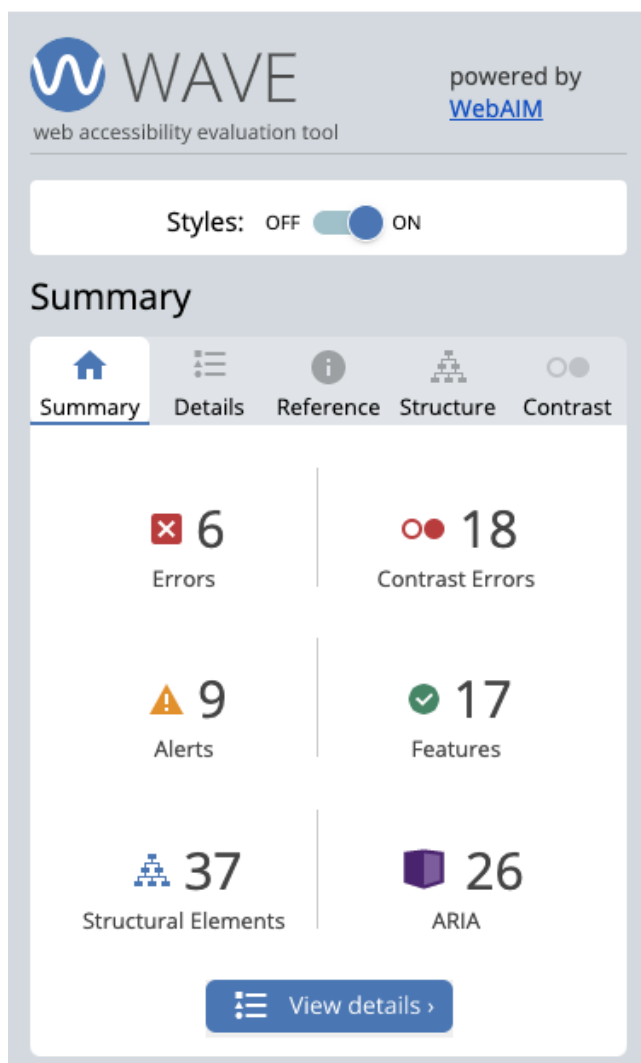 WAVE
web accessibility evaluation tool
powered by
WebAIM
Styles: OFF ON
Summary
Summary Details Reference Structure Contrast
6 18
Errors Contrast Errors
9 17
Alerts Features
37 26
Structural Elements ARIA
View details ›